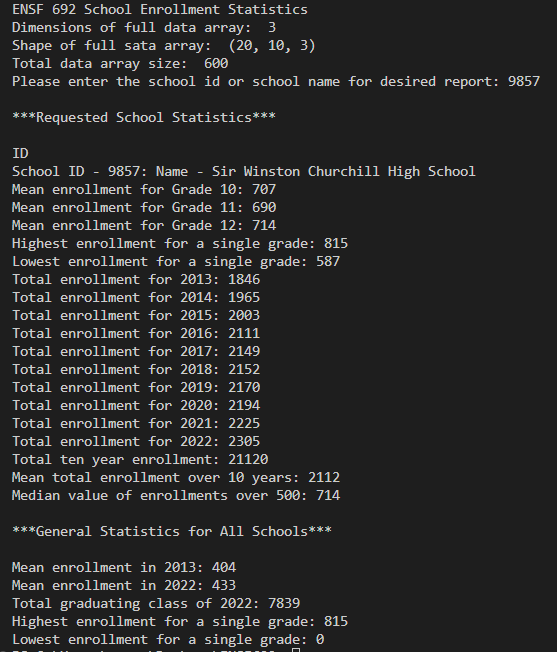 ENSF 692 School Enrollment Statistics
Dimensions of full data array:  3
Shape of full sata array:  (20, 10, 3)
Total data array size:  600
Please enter the school id or school name for desired report: 9857
***Requested School Statistics***
ID
School ID - 9857: Name - Sir Winston Churchill High School
Mean enrollment for Grade 10: 707
Mean enrollment for Grade 11: 690
Mean enrollment for Grade 12: 714
Highest enrollment for a single grade: 815
Lowest enrollment for a single grade: 587
Total enrollment for 2013: 1846
Total enrollment for 2014: 1965
Total enrollment for 2015: 2003
Total enrollment for 2016: 2111
Total enrollment for 2017: 2149
Total enrollment for 2018: 2152
Total enrollment for 2019: 2170
Total enrollment for 2020: 2194
Total enrollment for 2021: 2225
Total enrollment for 2022: 2305
Total ten year enrollment: 21120
Mean total enrollment over 10 years: 2112
Median value of enrollments over 500: 714
***General Statistics for All Schools***
Mean enrollment in 2013: 404
Mean enrollment in 2022: 433
Total graduating class of 2022: 7839
Highest enrollment for a single grade: 815
Lowest enrollment for a single grade: 0